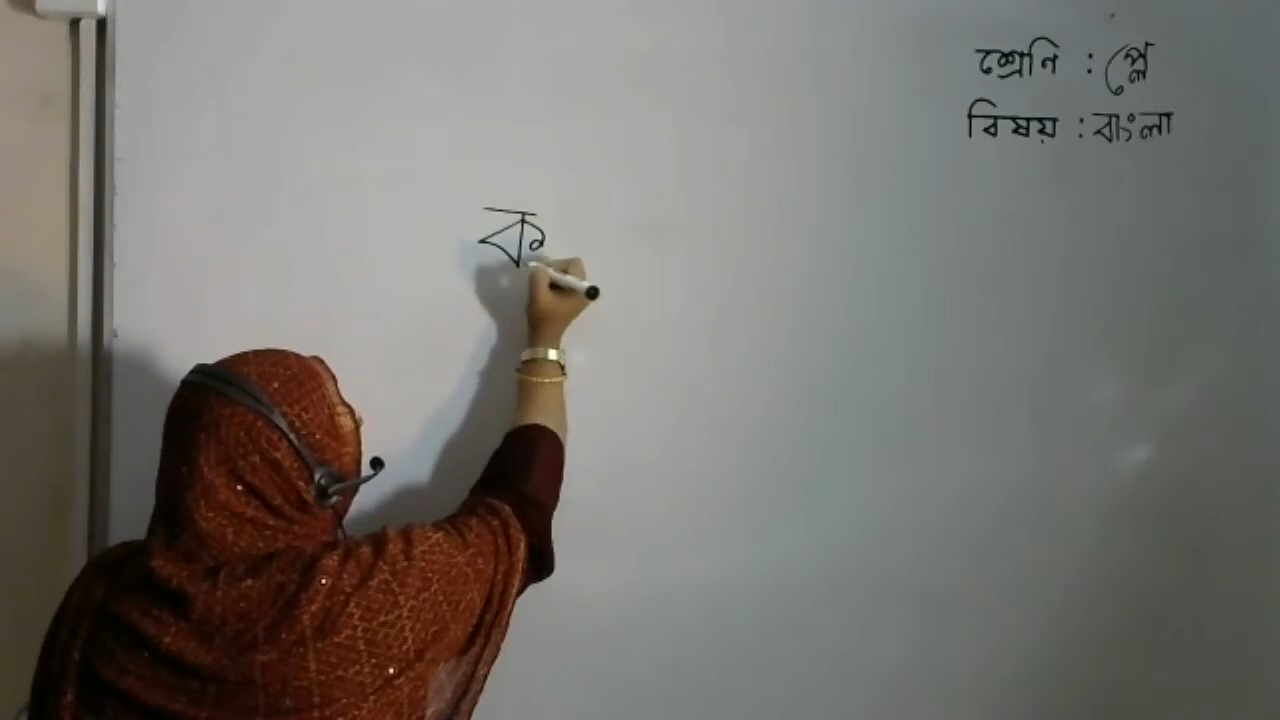 শ্রেণি : প্লে
বিষয় : বাংলা
ক